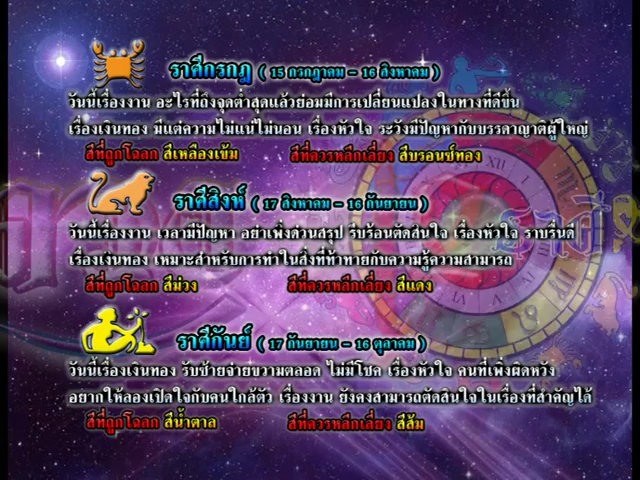 ราศีกรกฎ ( 15 กรกฎาคม - 16 สิงหาคม )
วันนี้เรื่องงาน อะไรที่ถึงจุดต่ำสุดแล้วย่อมมีการเปลี่ยนแปลงในทางที่ดีขึ้น
เรื่องเงินทอง มีแต่ความไม่แน่ไม่นอน เรื่องหัวใจ ระวังมีปัญหากับบรรดาญาติผู้ใหญ่
สีที่ถูกโฉลก สีเหลืองเข้ม สีที่ควรหลีกเลี่ยง สีบรอนซ์ทอง
ราศีสิงห์ ( 17 สิงหาคม - 16 กันยายน )
วันนี้เรื่องงาน เวลามีปัญหา อย่าเพิ่งด่วนสรุป รีบร้อนตัดสินใจ เรื่องหัวใจ ราบรื่นดี
เรื่องเงินทอง เหมาะสำหรับการทำในสิ่งที่ท้าทายกับความรู้ความสามารถ
สีที่ถูกโฉลก สีม่วง สีที่ควรหลีกเลี่ยง สีแดง
ราศีกันย์ ( 17 กันยายน - 16 ตุลาคม )
วันนี้เรื่องเงินทอง รับซ้ายจ่ายขวามตลอด ไม่มีโชค เรื่องหัวใจ คนที่เพิ่งผิดหวัง
อยากให้ลองเปิดใจกับคนใกล้ตัว เรื่องงาน ยังคงสามารถตัดสินใจในเรื่องที่สำคัญได้
สีที่ถูกโฉลก สีน้ำตาล สีที่ควรหลีกเลี่ยง สีส้ม